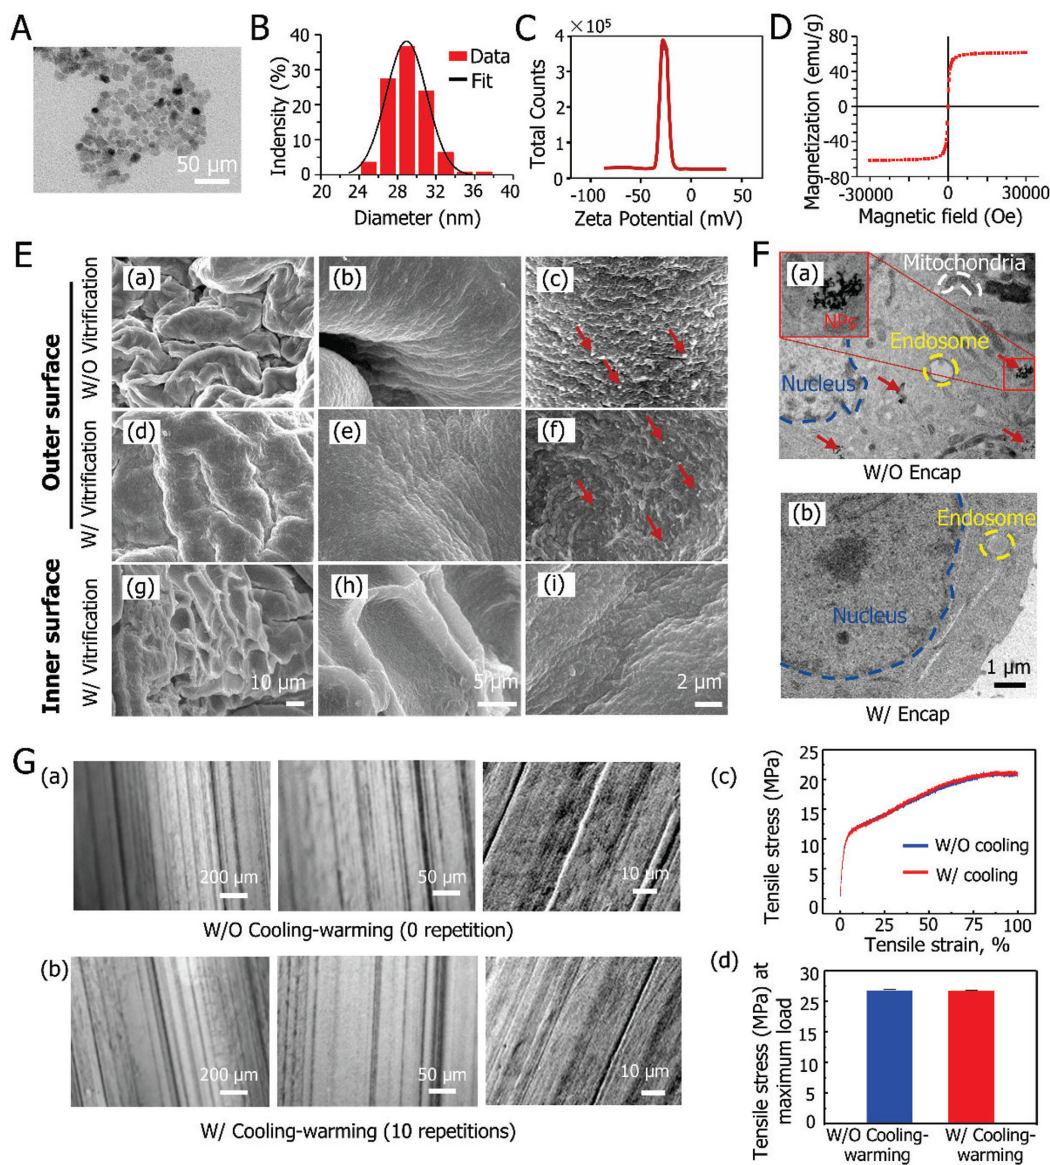 A
50 µm
B
Indensity (%)
40
30
20
10
0
20 24 28 32 36 40
Diameter (nm)
Data
Fit
C
×10⁵
Total Counts
4
3
2
1
0
-100 -50 0 50
Zeta Potential (mV)
D
Magnetization (emu/g)
80
40
0
-40
-80
-30000 0 30000
Magnetic field (Oe)
E
Outer surface
W/O Vitrification
(a)
(b)
(c)
W/ Vitrification
(d)
(e)
(f)
Inner surface
W/ Vitrification
(g)
10 µm
(h)
5 µm
(i)
2 µm
F
(a)
Mitochondria
NPs
Endosome
Nucleus
W/O Encap
(b)
Endosome
Nucleus
1 µm
W/ Encap
G
(a)
200 µm
50 µm
10 µm
W/O Cooling-warming (0 repetition)
(b)
200 µm
50 µm
10 µm
W/ Cooling-warming (10 repetitions)
(c)
Tensile stress (MPa)
25
20
15
10
5
0
W/O cooling
W/ cooling
0 25 50 75 100
Tensile strain, %
(d)
Tensile stress (MPa) at
maximum load
30
25
20
15
10
5
0
W/O Cooling-
warming
W/ Cooling-
warming